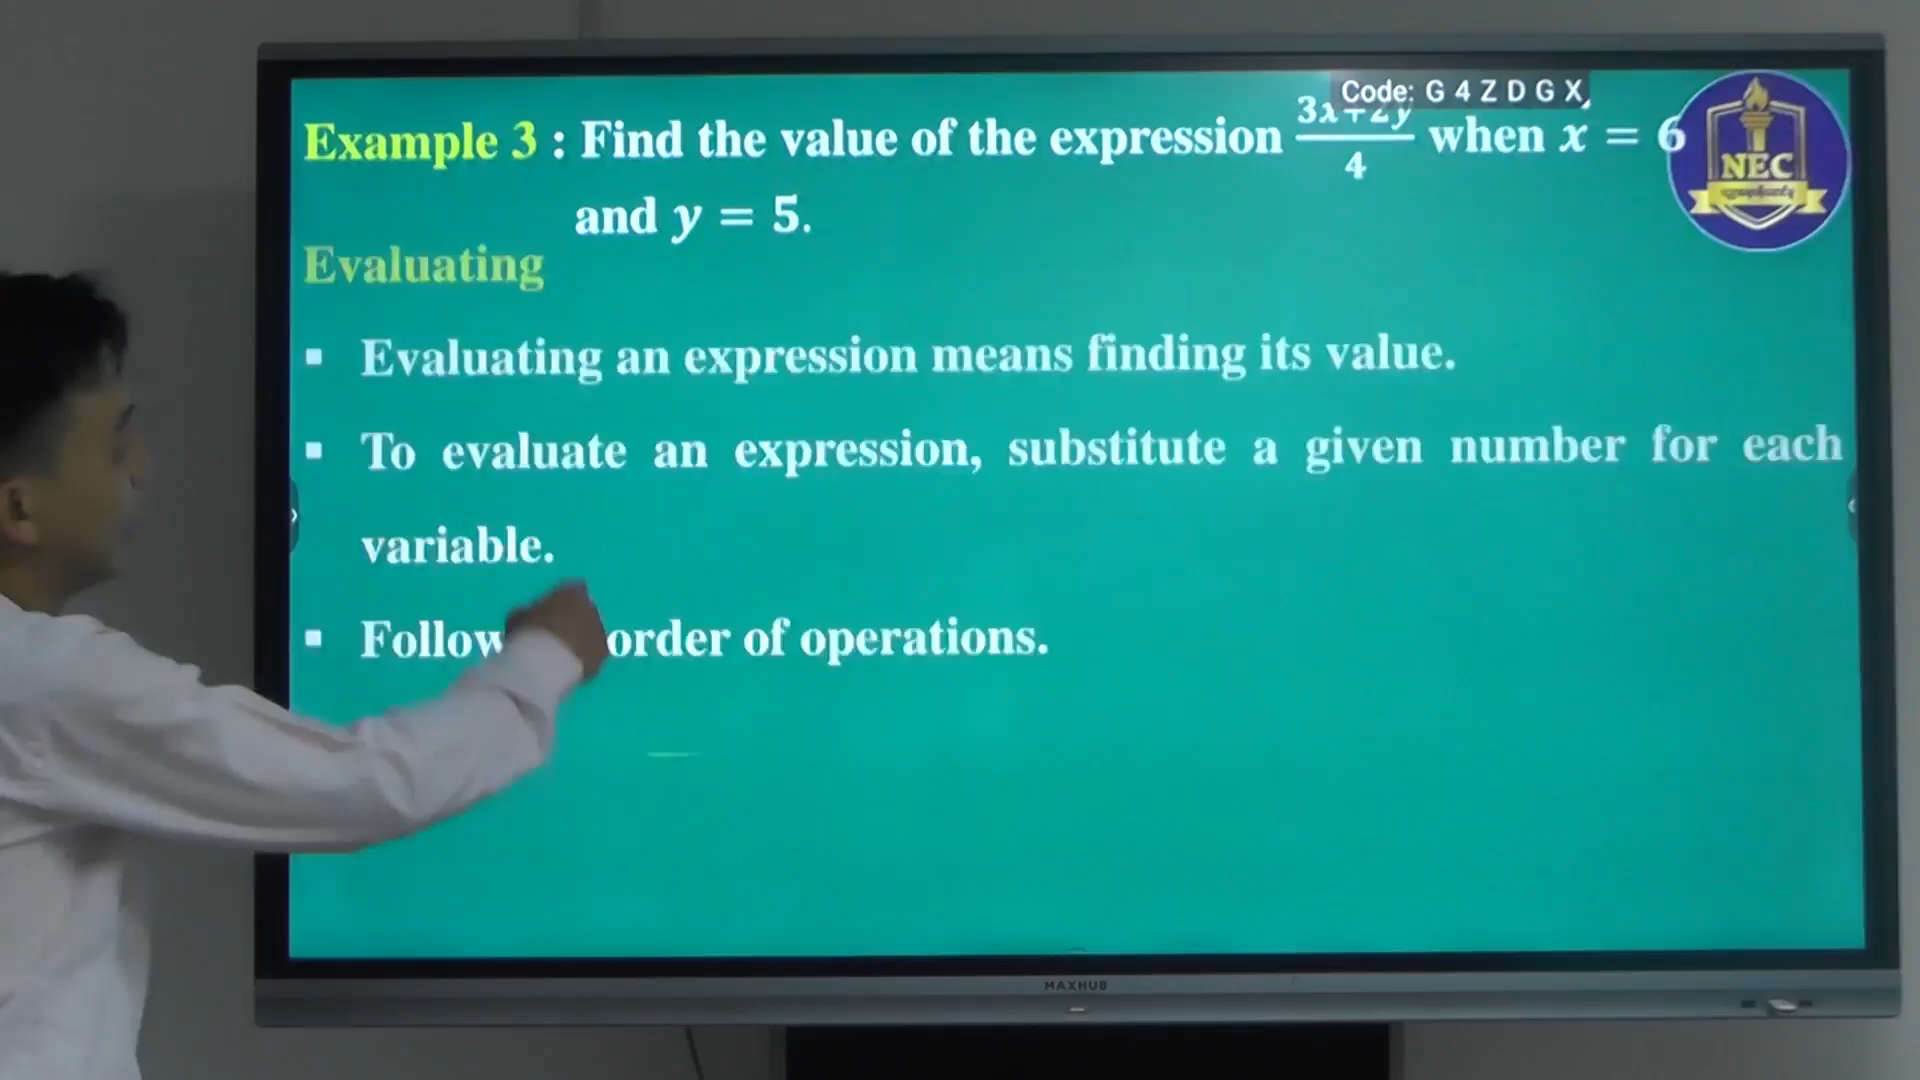 Code: G 4 Z D G X
Example 3 : Find the value of the expression 3x+2y/4 when x = 6
and y = 5.
NEC
Evaluating
▪ Evaluating an expression means finding its value.
▪ To evaluate an expression, substitute a given number for each
variable.
▪ Follow order of operations.
MAXHUB